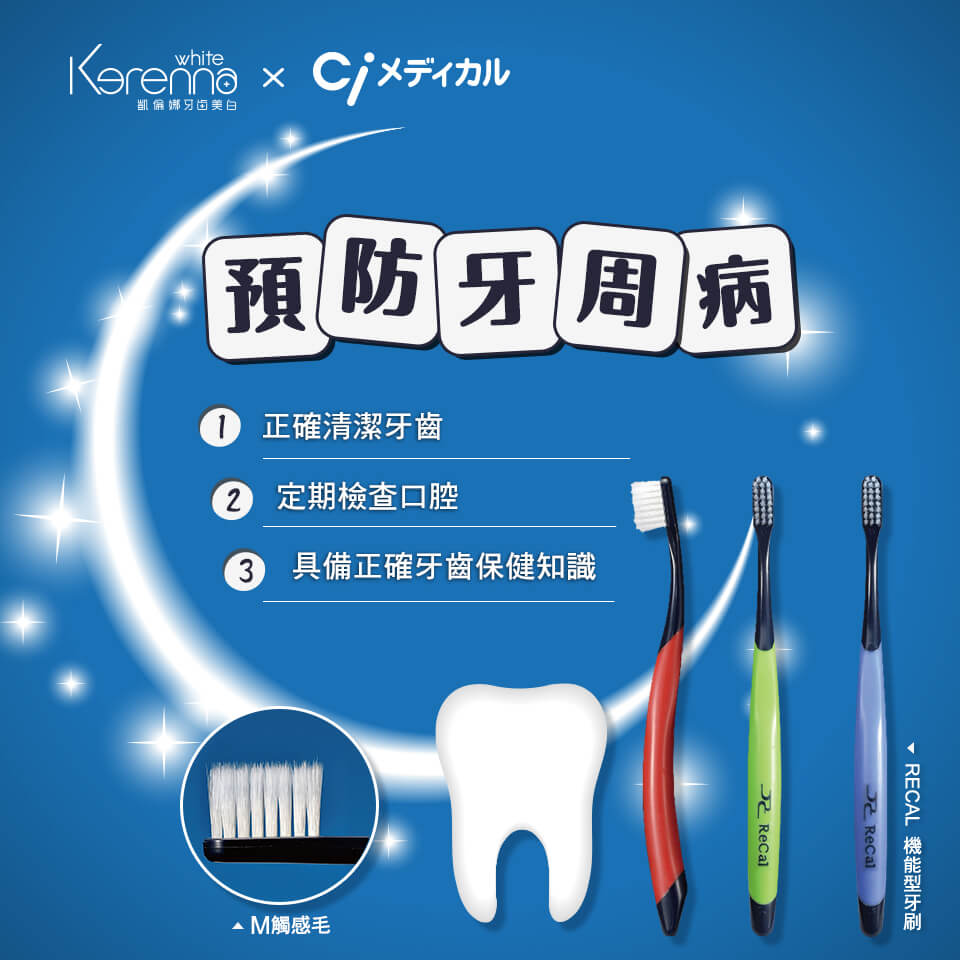 white
Kerenna
凱倫娜牙齒美白
×
Ci メディカル
預防牙周病
1 正確清潔牙齒
2 定期檢查口腔
3 具備正確牙齒保健知識
ReCal
ReCal
▲ M觸感毛
▲ RECAL 機能型牙刷